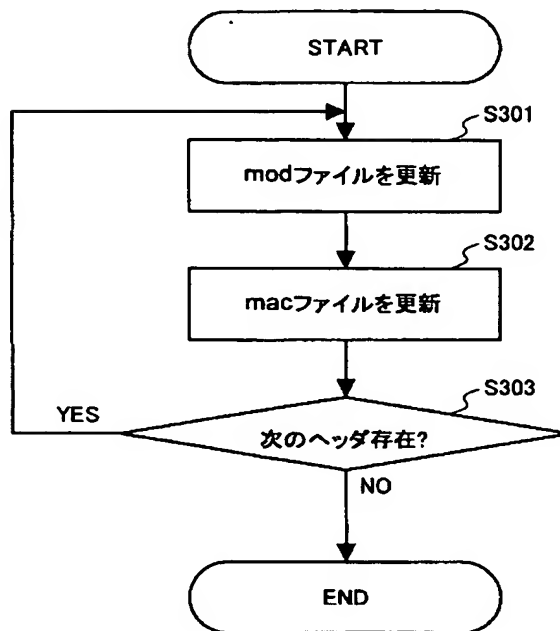 START
S301
modファイルを更新
S302
macファイルを更新
S303
YES
次のヘッダ存在?
NO
END